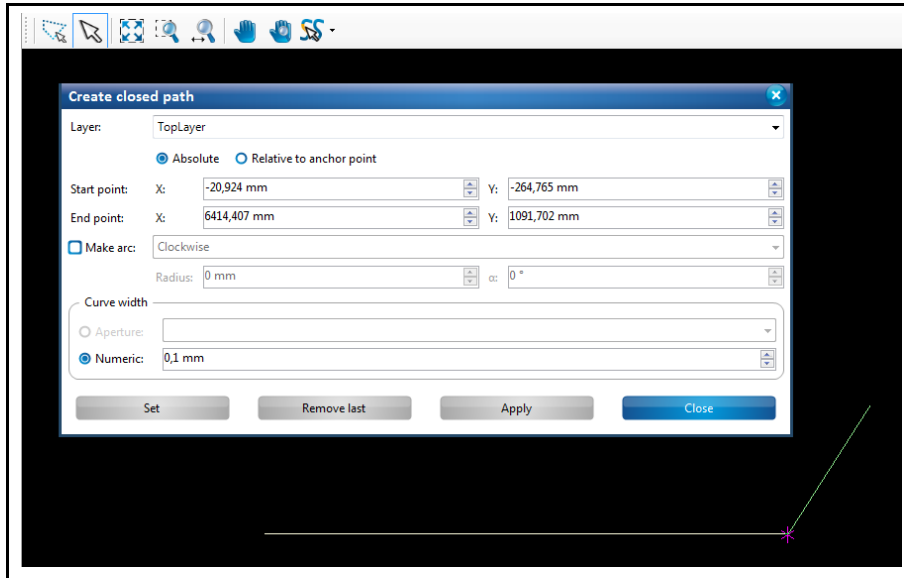 Create closed path
Layer: TopLayer
Absolute Relative to anchor point
Start point: X: -20,924 mm Y: -264,765 mm
End point: X: 6414,407 mm Y: 1091,702 mm
Make arc: Clockwise
Radius: 0 mm α: 0 °
Curve width
Aperture:
Numeric: 0,1 mm
Set Remove last Apply Close